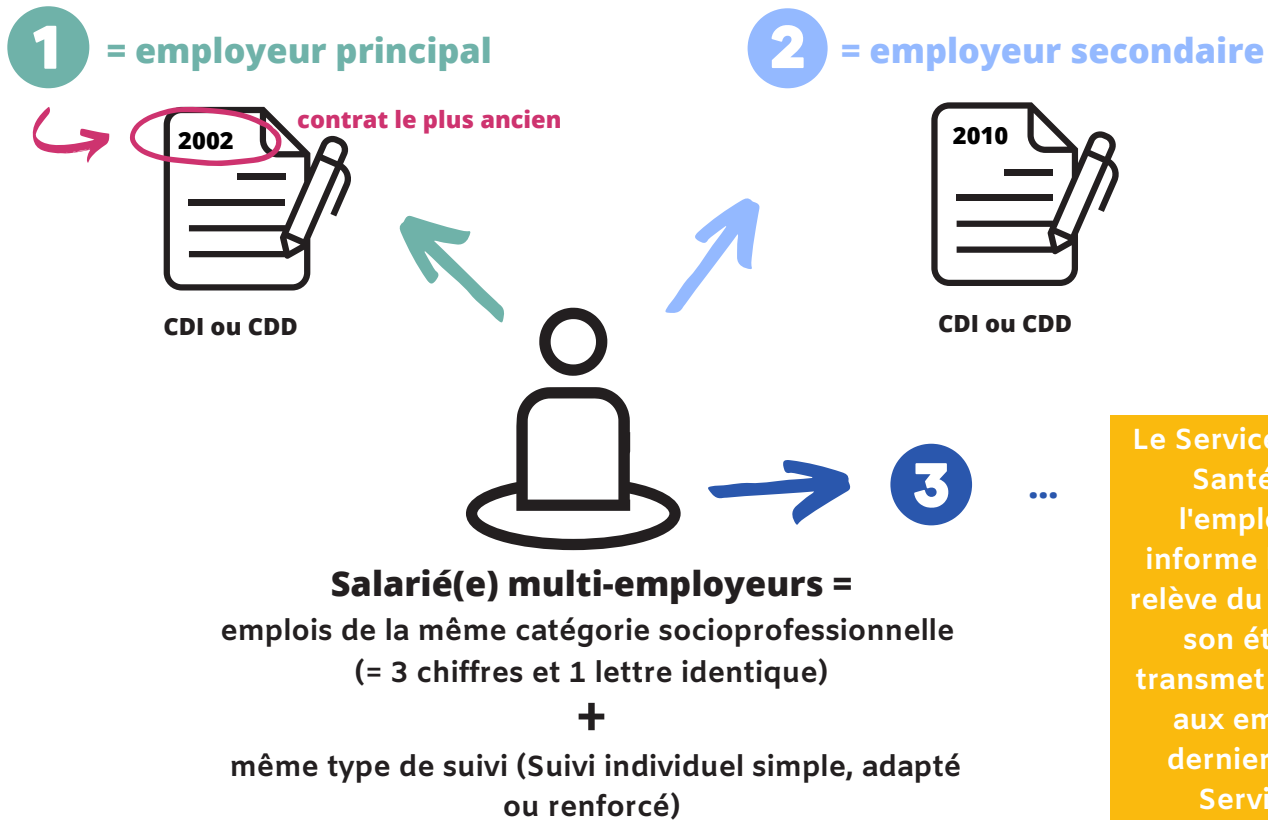 1 = employeur principal
2 = employeur secondaire
2002
contrat le plus ancien
2010
CDI ou CDD
CDI ou CDD
3 ...
Salarié(e) multi-employeurs =
emplois de la même catégorie socioprofessionnelle
(= 3 chiffres et 1 lettre identique)
+
même type de suivi (Suivi individuel simple, adapté
ou renforcé)
Le Service
Santé
l'emplo
informe
relève du
son ét
transmet
aux em
dernier
Servi